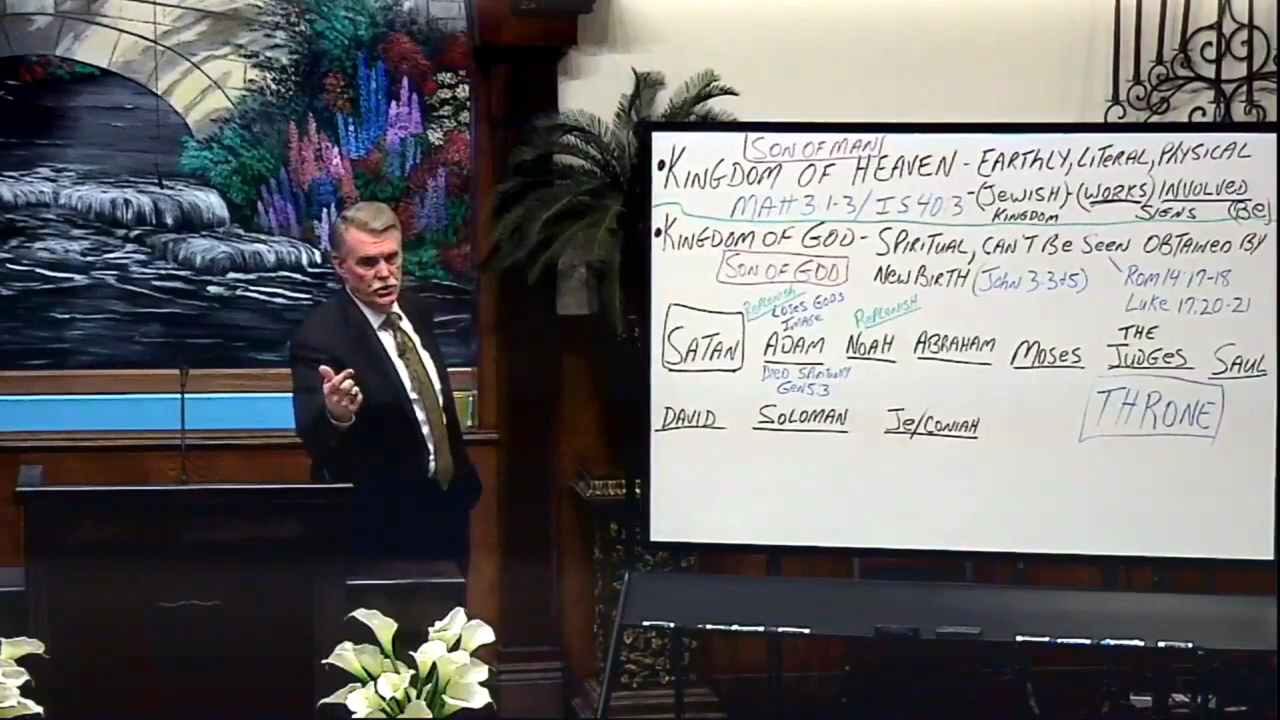 SON OF MAN
• KINGDOM OF HEAVEN - EARTHLY, LITERAL, PHYSICAL
MATT 3:1-3/IS 40:3 - (JEWISH) - (WORKS) INVOLVED
KINGDOM SIGNS (Be)
• KINGDOM OF GOD - SPIRITUAL, CAN'T BE SEEN OBTAINED BY
SON OF GOD NEW BIRTH (John 3:3+5) Rom 14:17-18
Luke 17:20-21
REPLENISH LOSES GODS IMAGE REPLENISH
SATAN ADAM NOAH ABRAHAM MOSES THE JUDGES SAUL
DIED SPIRITUALLY
GEN 5:3
DAVID SOLOMAN Je/CONIAH THRONE